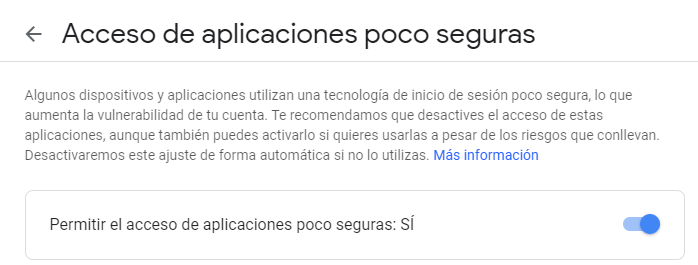 Acceso de aplicaciones poco seguras
Algunos dispositivos y aplicaciones utilizan una tecnología de inicio de sesión poco segura, lo que
aumenta la vulnerabilidad de tu cuenta. Te recomendamos que desactives el acceso de estas
aplicaciones, aunque también puedes activarlo si quieres usarlas a pesar de los riesgos que conllevan.
Desactivaremos este ajuste de forma automática si no lo utilizas. Más información
Permitir el acceso de aplicaciones poco seguras: SÍ